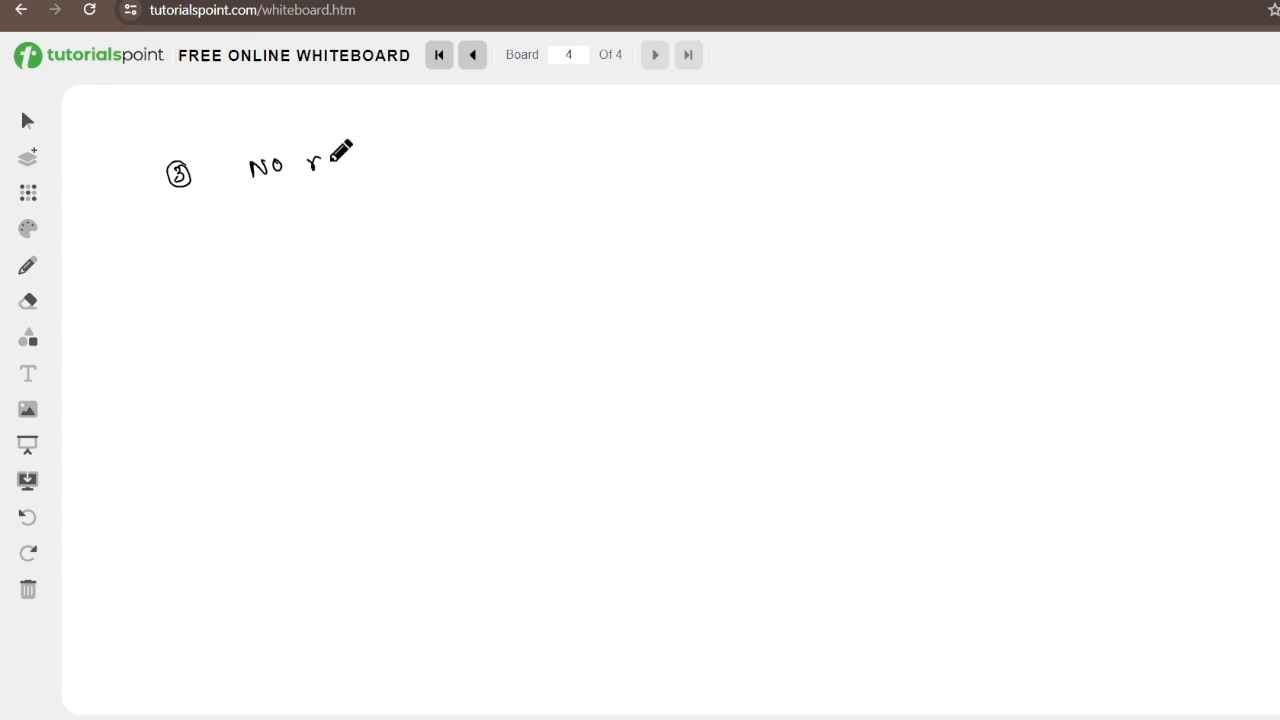 tutorialspoint.com/whiteboard.htm
tutorialspoint FREE ONLINE WHITEBOARD Board 4 Of 4
③ No r